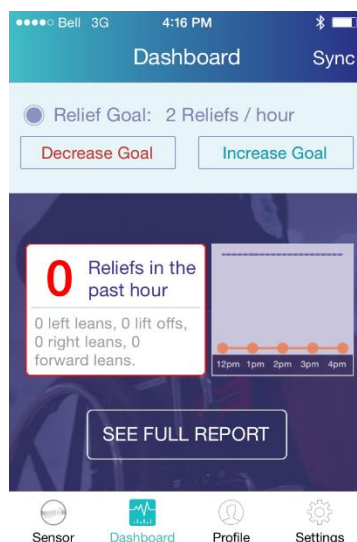 Bell 3G 4:16 PM
Dashboard Sync
Relief Goal: 2 Reliefs / hour
Decrease Goal Increase Goal
0 Reliefs in the
past hour
0 left leans, 0 lift offs,
0 right leans, 0
forward leans.
12pm 1pm 2pm 3pm 4pm
SEE FULL REPORT
Sensor Dashboard Profile Settings